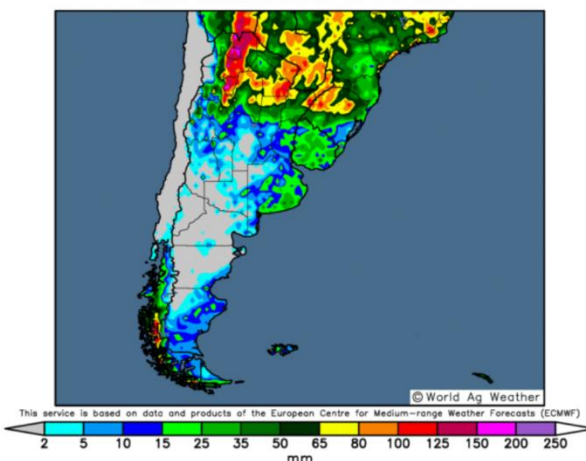 © World Ag Weather
This service is based on data and products of the European Centre for Medium-range Weather Forecasts (ECMWF)
2 5 10 15 25 35 50 65 80 100 125 150 200 250
mm